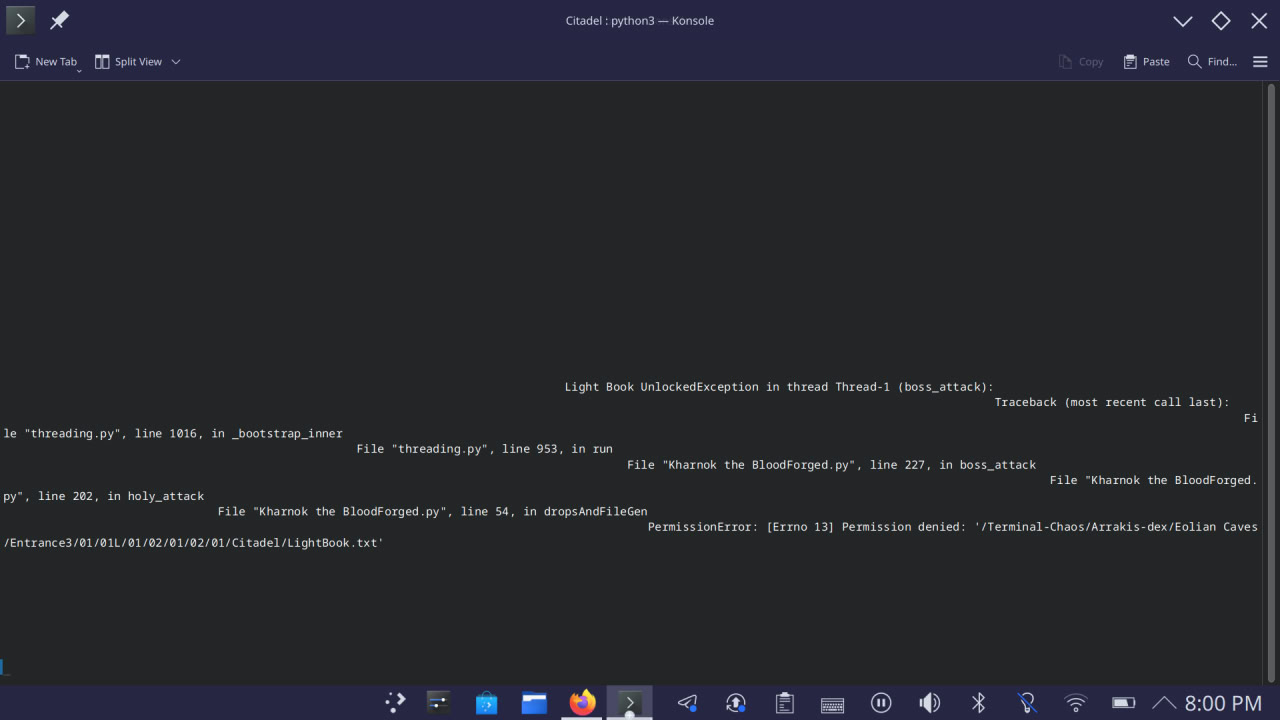 Citadel : python3 — Konsole
New Tab
Split View
Copy
Paste
Find...
Light Book UnlockedException in thread Thread-1 (boss_attack):
Traceback (most recent call last):
Fi
le "threading.py", line 1016, in _bootstrap_inner
File "threading.py", line 953, in run
File "Kharnok the BloodForged.py", line 227, in boss_attack
File "Kharnok the BloodForged.
py", line 202, in holy_attack
File "Kharnok the BloodForged.py", line 54, in dropsAndFileGen
PermissionError: [Errno 13] Permission denied: '/Terminal-Chaos/Arrakis-dex/Eolian Caves
/Entrance3/01/01L/01/02/01/02/01/Citadel/LightBook.txt'
8:00 PM